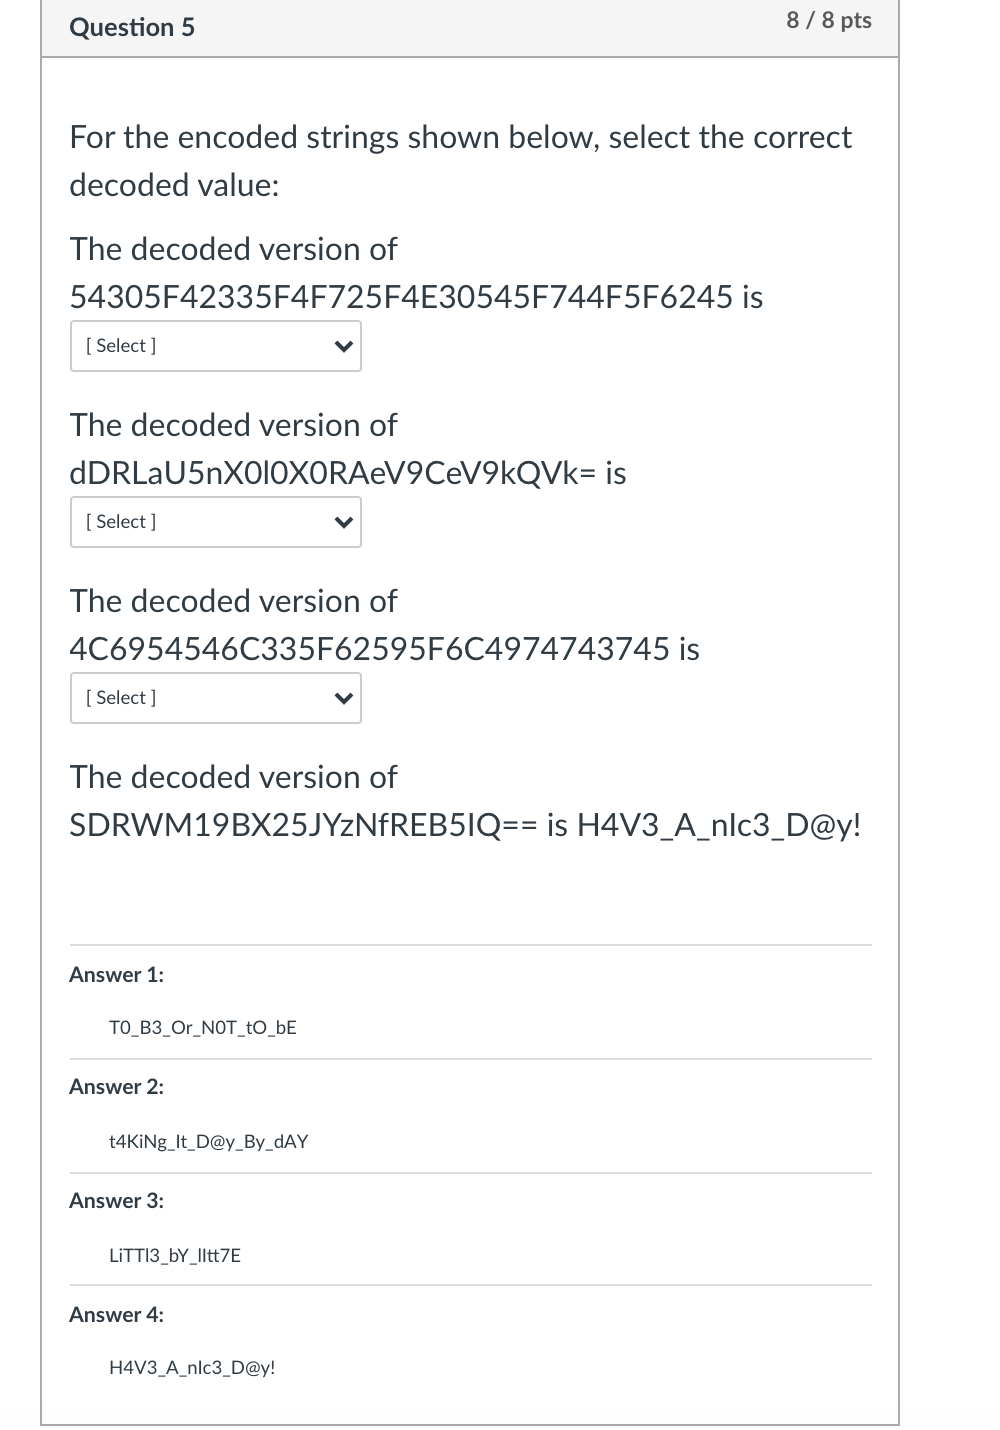 Question 5
8 / 8 pts
For the encoded strings shown below, select the correct
decoded value:
The decoded version of
54305F42335F4F725F4E30545F744F5F6245 is
[ Select ]
The decoded version of
dDRLaU5nX0l0X0RAeV9CeV9kQVk= is
[ Select ]
The decoded version of
4C6954546C335F62595F6C4974743745 is
[ Select ]
The decoded version of
SDRWM19BX25JYzNfREB5IQ== is H4V3_A_nIc3_D@y!
Answer 1:
T0_B3_Or_N0T_tO_bE
Answer 2:
t4KiNg_It_D@y_By_dAY
Answer 3:
LiTTl3_bY_lItt7E
Answer 4:
H4V3_A_nIc3_D@y!